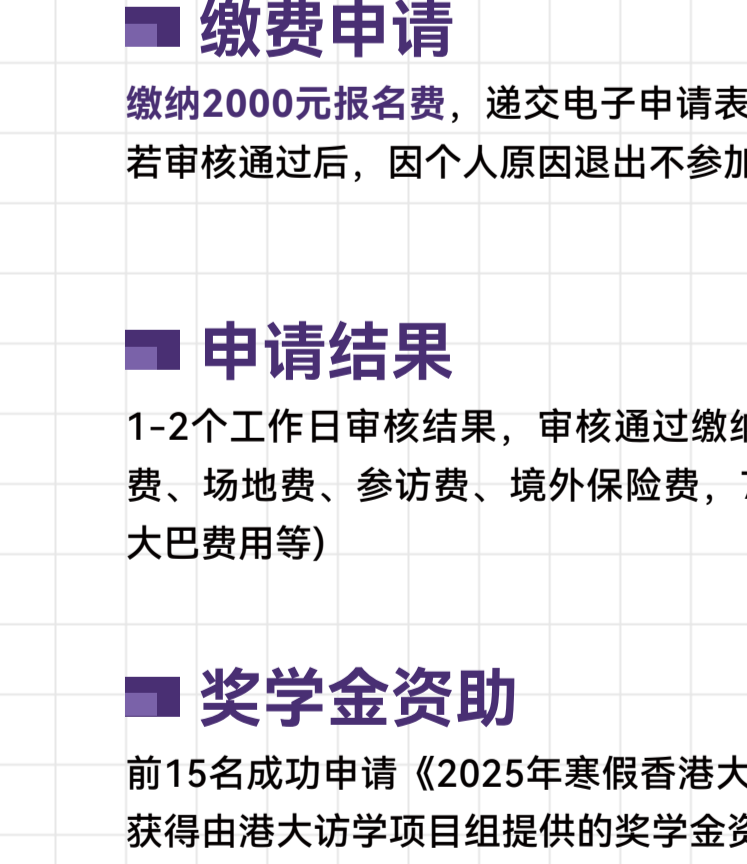 缴费申请
缴纳2000元报名费，递交电子申请表
若审核通过后，因个人原因退出不参加
申请结果
1-2个工作日审核结果，审核通过缴纳
费、场地费、参访费、境外保险费，
大巴费用等)
奖学金资助
前15名成功申请《2025年寒假香港大
获得由港大访学项目组提供的奖学金资